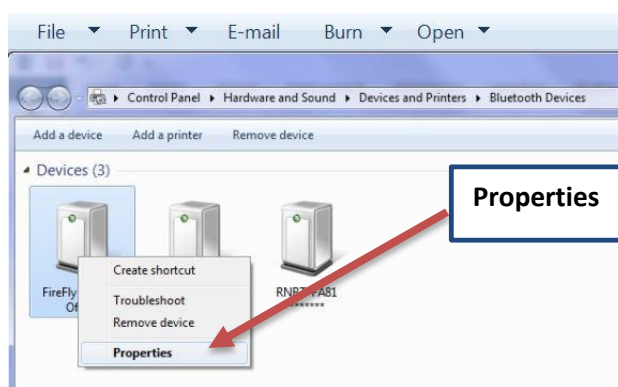 File Print E-mail Burn Open
Control Panel Hardware and Sound Devices and Printers Bluetooth Devices
Add a device Add a printer Remove device
Devices (3)
Properties
Create shortcut
FireFly
Troubleshoot
Remove device
Properties